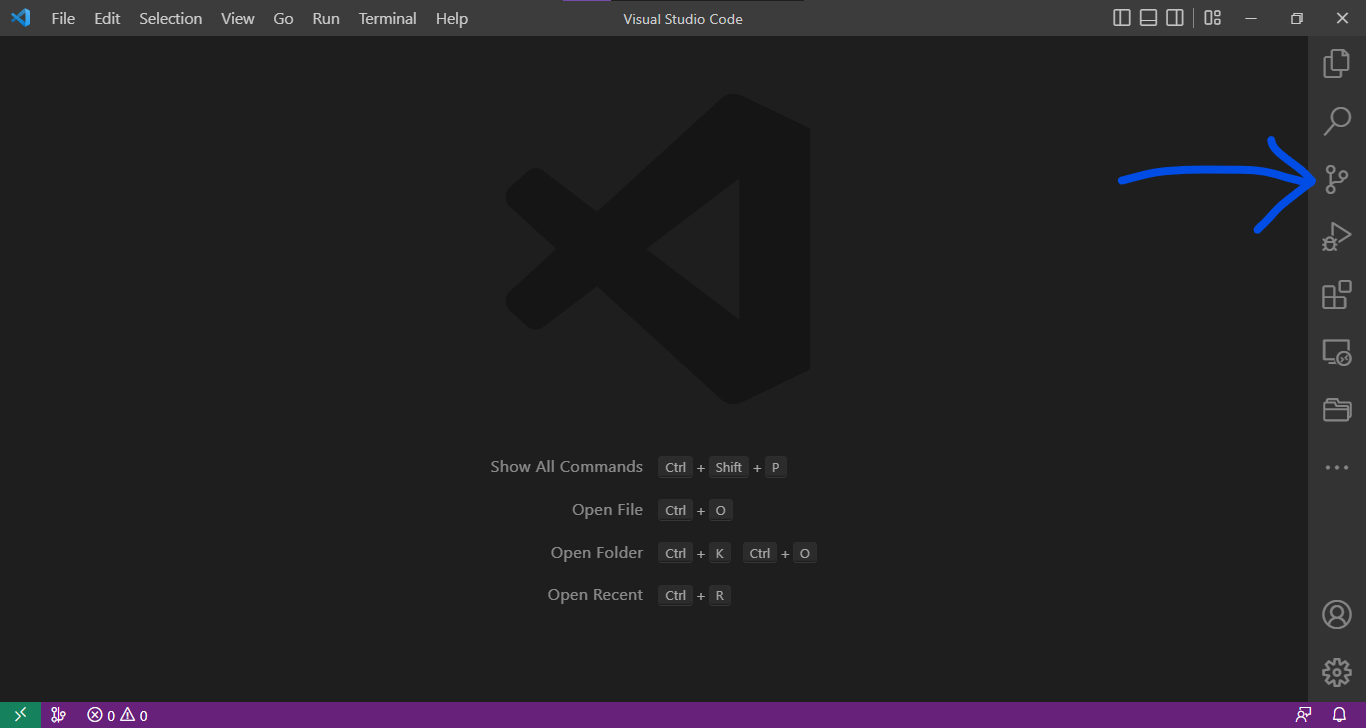 File Edit Selection View Go Run Terminal Help Visual Studio Code
Show All Commands Ctrl + Shift + P
Open File Ctrl + O
Open Folder Ctrl + K Ctrl + O
Open Recent Ctrl + R
0 0